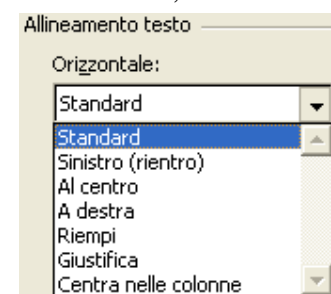 Allineamento testo
Orizzontale:
Standard
Standard
Sinistro (rientro)
Al centro
A destra
Riempi
Giustifica
Centra nelle colonne